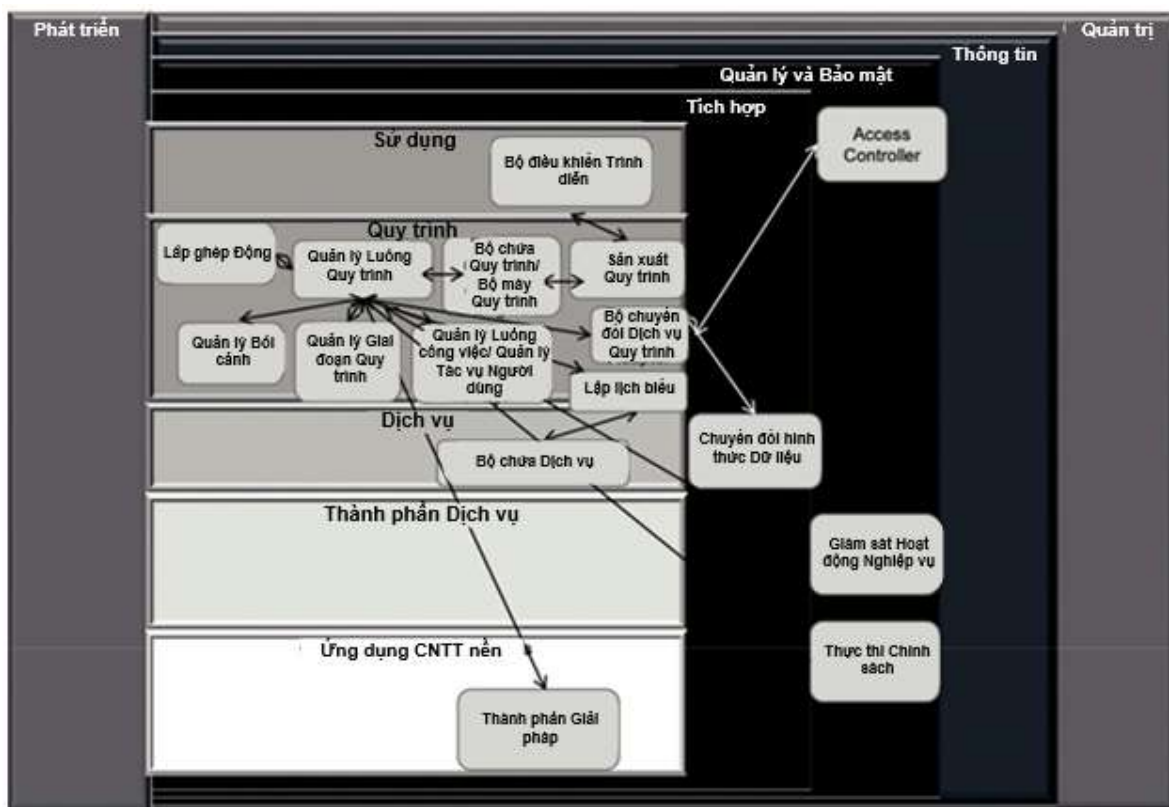 Phát triển
Quản trị
Thông tin
Quản lý và Bảo mật
Tích hợp
Sử dụng
Access
Controller
Bộ điều khiển Trình
diễn
Quy trình
Lắp ghép Động
Quản lý Luồng
Quy trình
Bộ chứa
Quy trình/
Bộ máy
Quy trình
Sản xuất
Quy trình
Quản lý Bối
cảnh
Quản lý Giai
đoạn Quy
trình
Quản lý Luồng
công việc/ Quản lý
Tác vụ Người
dùng
Bộ chuyển
đổi Dịch vụ
Quy trình
Lập lịch biểu
Dịch vụ
Bộ chứa Dịch vụ
Chuyển đổi hình
thức Dữ liệu
Thành phần Dịch vụ
Giám sát Hoạt
động Nghiệp vụ
Ứng dụng CNTT nền
Thực thi Chính
sách
Thành phần Giải
pháp